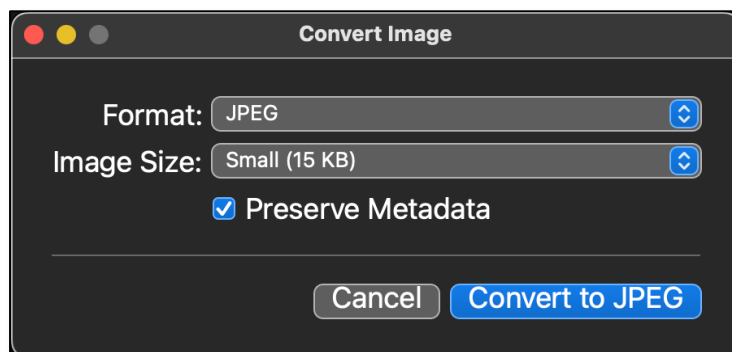 Convert Image
Format: JPEG
Image Size: Small (15 KB)
Preserve Metadata
Cancel Convert to JPEG